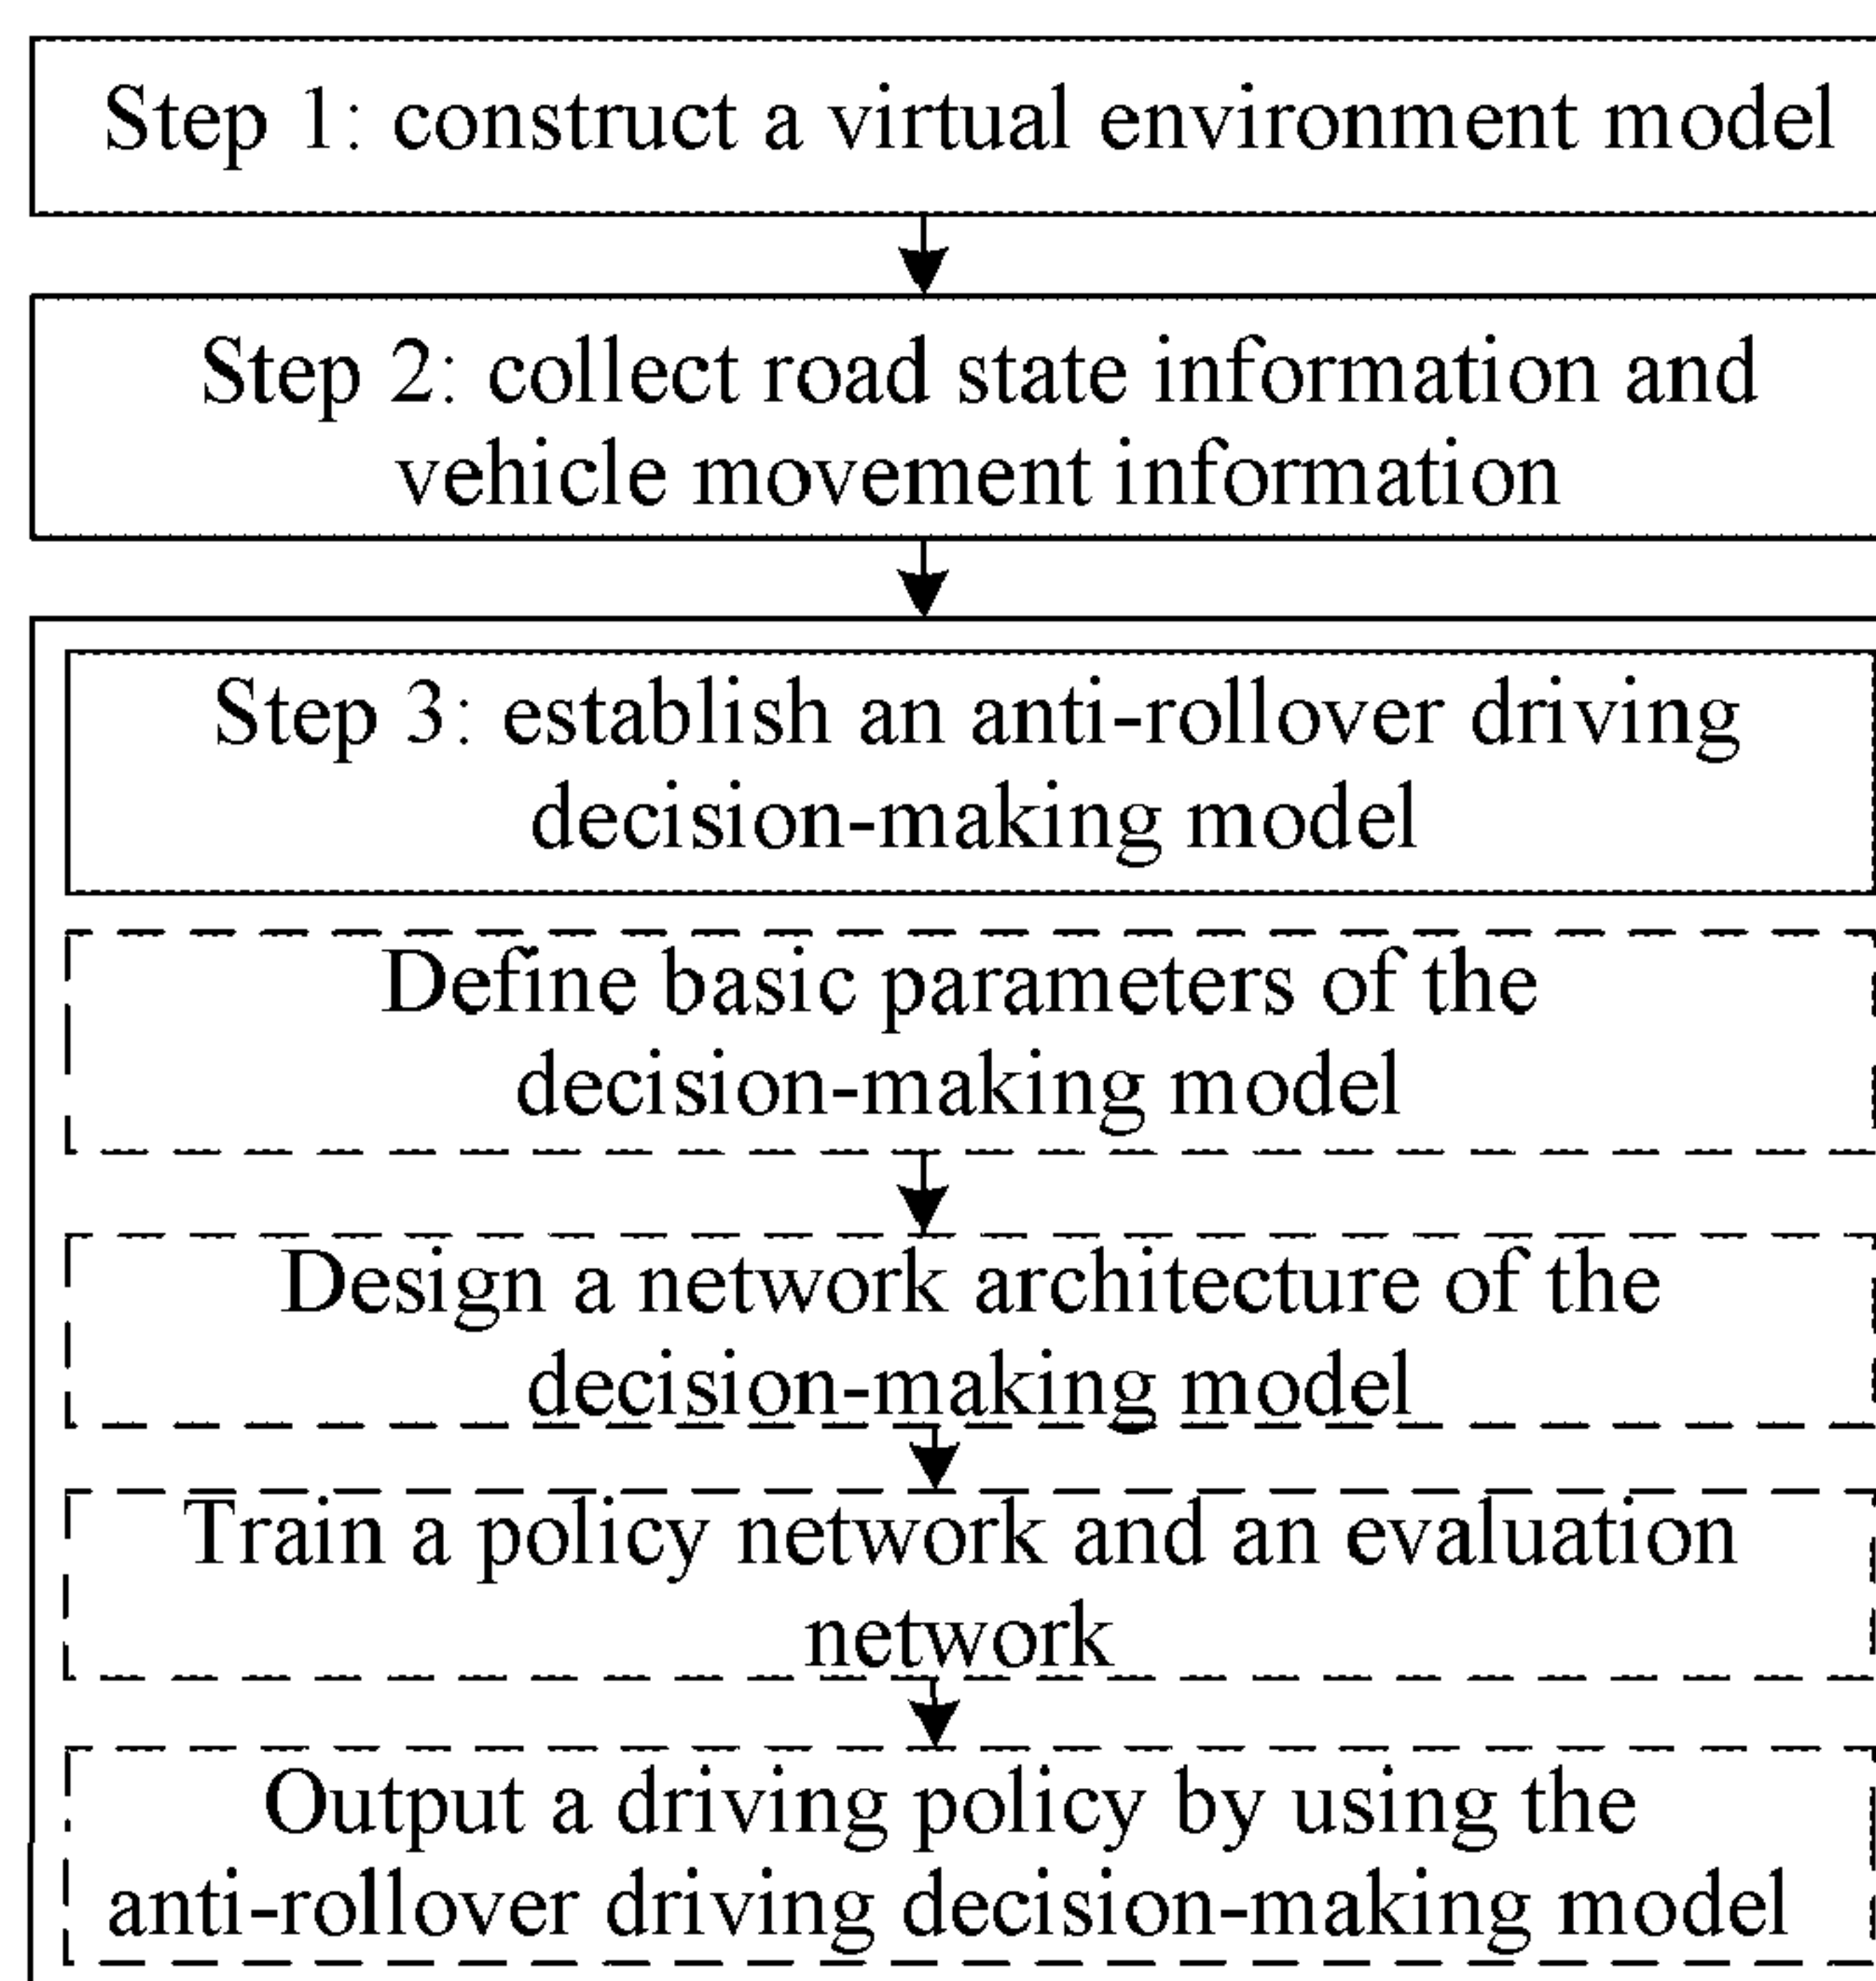 Step 1: construct a virtual environment model
Step 2: collect road state information and
vehicle movement information
Step 3: establish an anti-rollover driving
decision-making model
Define basic parameters of the
decision-making model
Design a network architecture of the
decision-making model
Train a policy network and an evaluation
network
Output a driving policy by using the
anti-rollover driving decision-making model